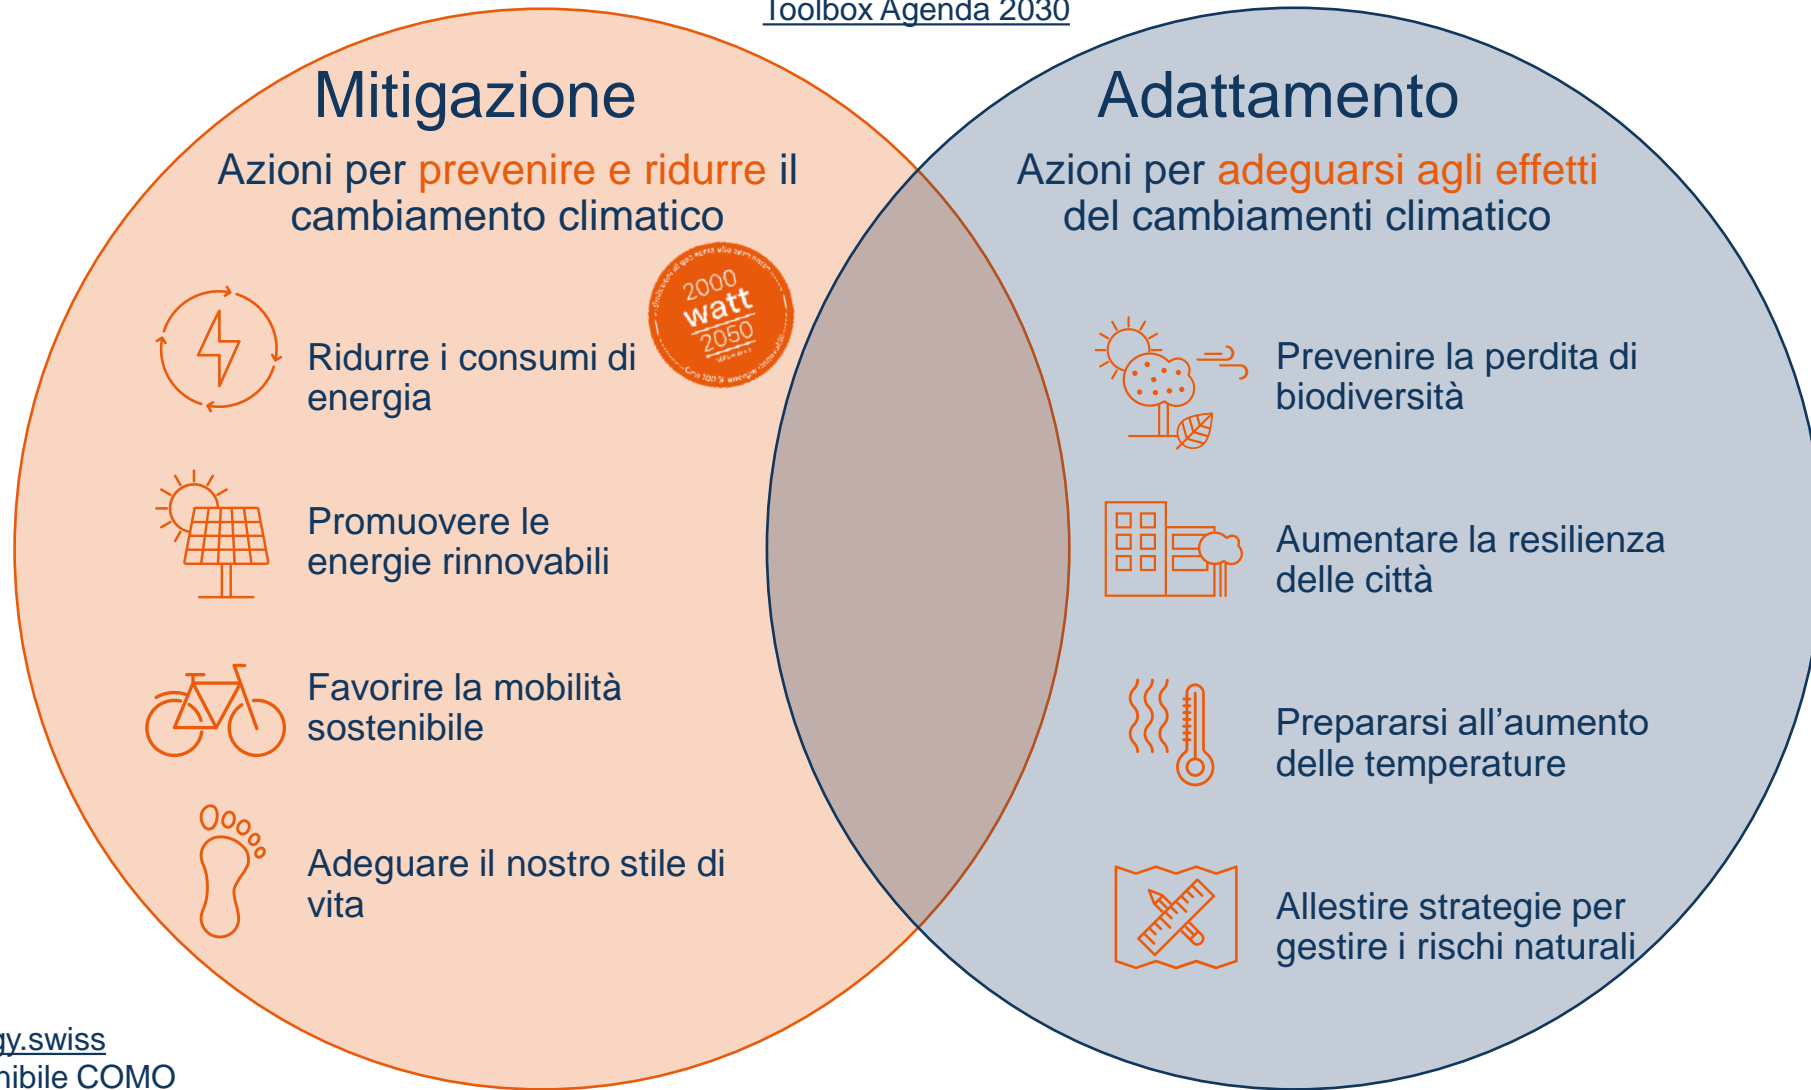 Toolbox Agenda 2030
Mitigazione
Azioni per prevenire e ridurre il
cambiamento climatico
2000
watt
2050
Ridurre i consumi di
energia
Promuovere le
energie rinnovabili
Favorire la mobilità
sostenibile
Adeguare il nostro stile di
vita
Adattamento
Azioni per adeguarsi agli effetti
del cambiamenti climatico
Prevenire la perdita di
biodiversità
Aumentare la resilienza
delle città
Prepararsi all’aumento
delle temperature
Allestire strategie per
gestire i rischi naturali
gy.swiss
nibile COMO